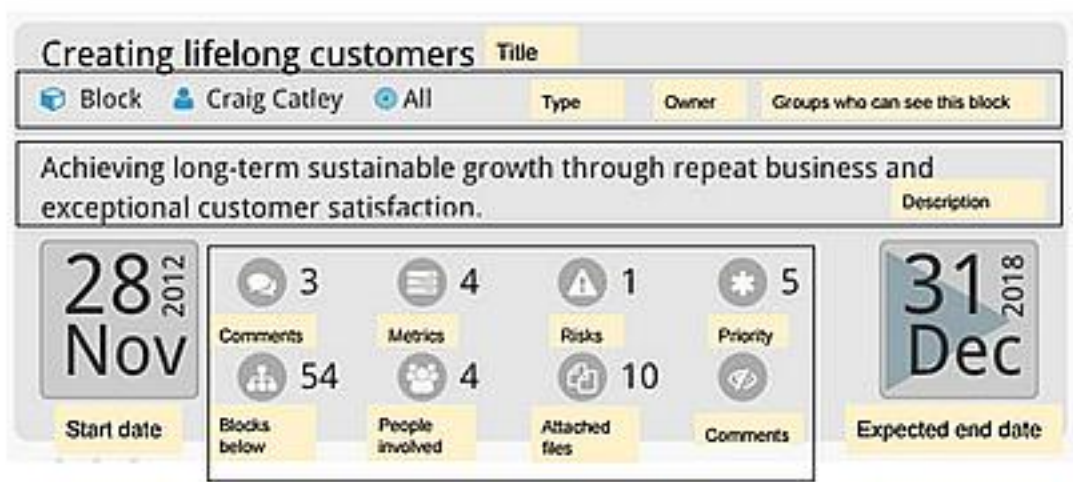 Creating lifelong customers Title
Block Craig Catley All Type Owner Groups who can see this block
Achieving long-term sustainable growth through repeat business and
exceptional customer satisfaction. Description
28 Nov 2012
3 4 1 5
Comments Metrics Risks Priority
54 4 10
Blocks below People involved Attached files Comments
31 Dec 2018
Start date Expected end date